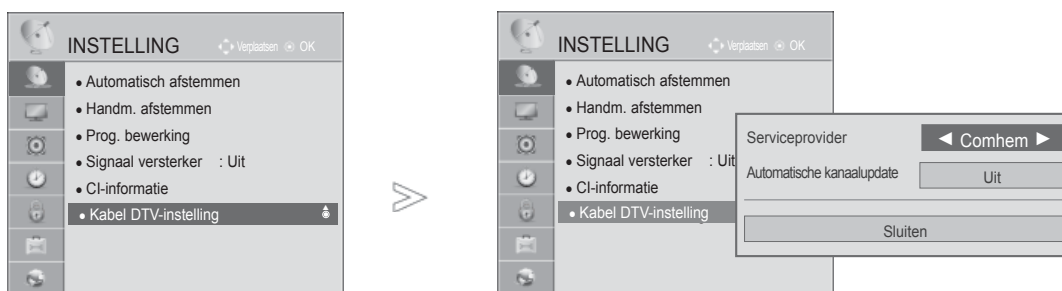 INSTELLING Verplaatsen OK
• Automatisch afstemmen
• Handm. afstemmen
• Prog. bewerking
• Signaal versterker : Uit
• CI-informatie
• Kabel DTV-instelling
INSTELLING Verplaatsen OK
• Automatisch afstemmen
• Handm. afstemmen
• Prog. bewerking
• Signaal versterker : Uit
• CI-informatie
• Kabel DTV-instelling
Serviceprovider ◄ Comhem ►
Automatische kanaalupdate Uit
Sluiten